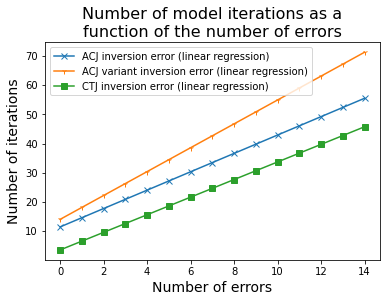 Number of model iterations as a
function of the number of errors
ACJ inversion error (linear regression)
ACJ variant inversion error (linear regression)
CTJ inversion error (linear regression)
Number of iterations
70
60
50
40
30
20
10
0 2 4 6 8 10 12 14
Number of errors